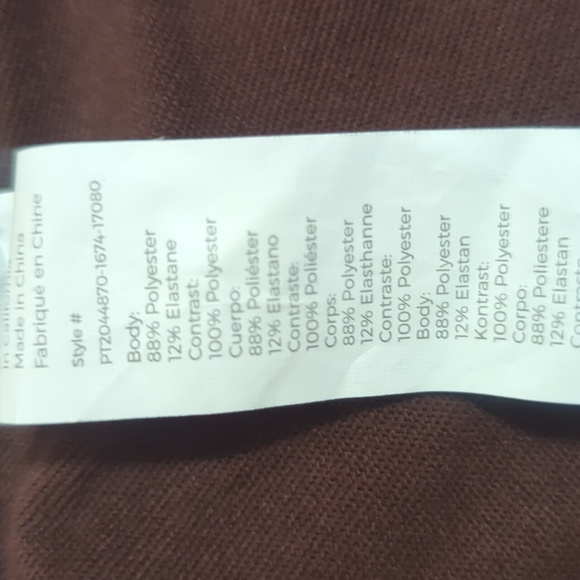 Made in China
Fabriqué en Chine
Style #
PT2044870-1674-17080
Body:
88% Polyester
12% Elastane
Contrast:
100% Polyester
Cuerpo:
88% Poliéster
12% Elastano
Contraste:
100% Poliéster
Corps:
88% Polyester
12% Elasthanne
Contraste:
100% Polyester
Body:
88% Polyester
12% Elastan
Kontrast:
100% Polyester
Corpo:
88% Poliestere
12% Elastan